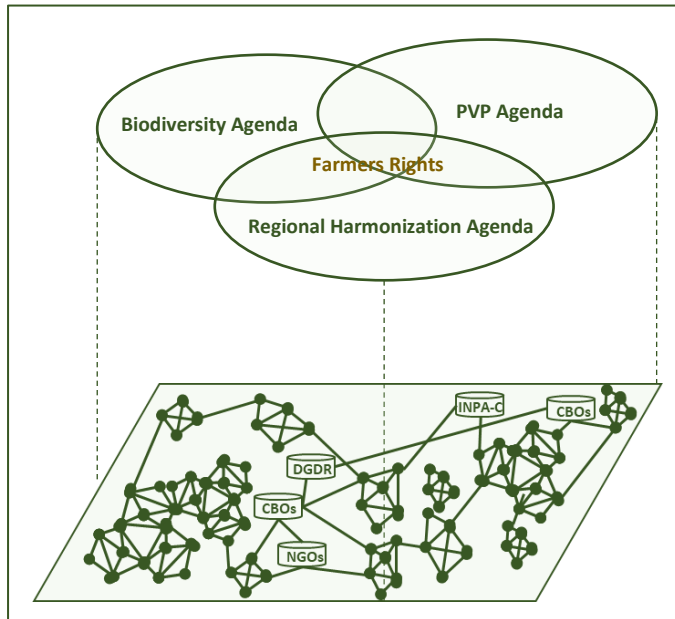 PVP Agenda
Biodiversity Agenda
Farmers Rights
Regional Harmonization Agenda
INPA-C
CBOs
DGDR
CBOs
NGOs